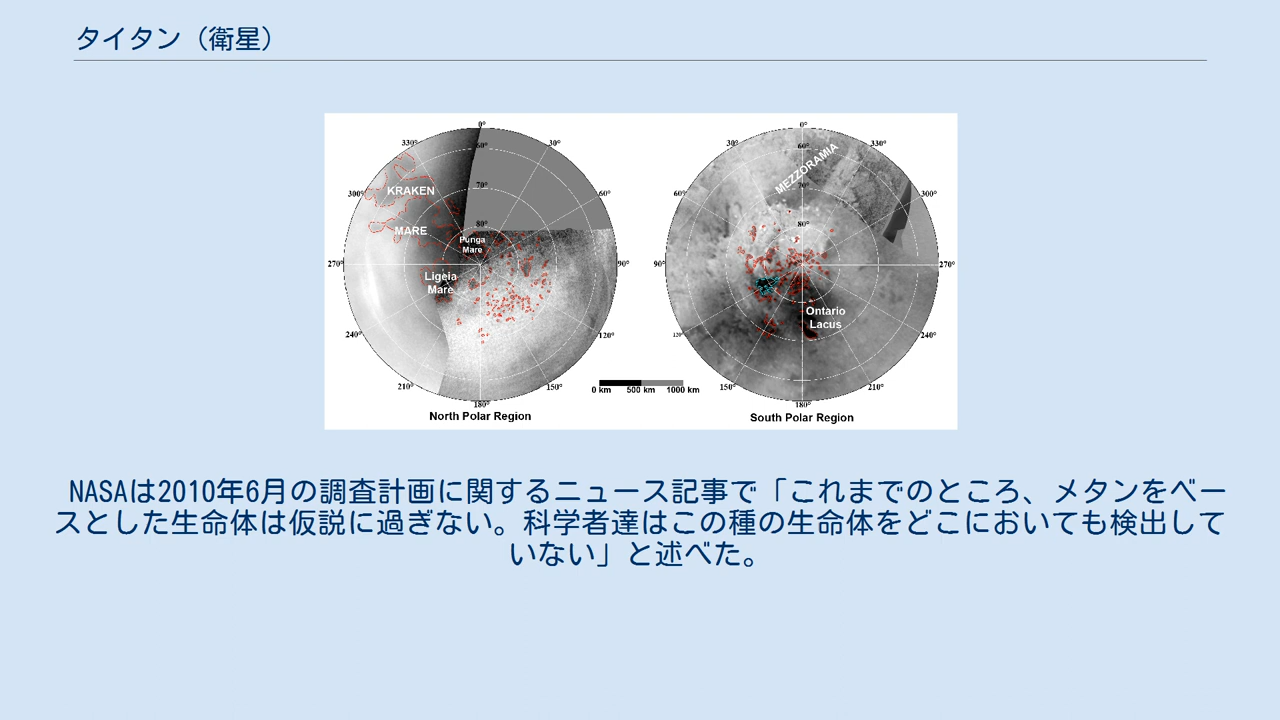 タイタン（衛星）
0° 0°
330° 30° 30° 330°
60° 60°
KRAKEN
MEZZORAMIA
300° 70° 60° 60° 70° 300°
MARE
80° 80°
Punga
Mare
270° 90° 90° 270°
Ligeia
Mare
Ontario
Lacus
240° 120° 120° 240°
210° 150° 150° 210°
0 km 500 km 1000 km
180° 180°
North Polar Region South Polar Region
NASAは2010年6月の調査計画に関するニュース記事で「これまでのところ、メタンをベー
スとした生命体は仮説に過ぎない。科学者達はこの種の生命体をどこにおいても検出して
いない」と述べた。